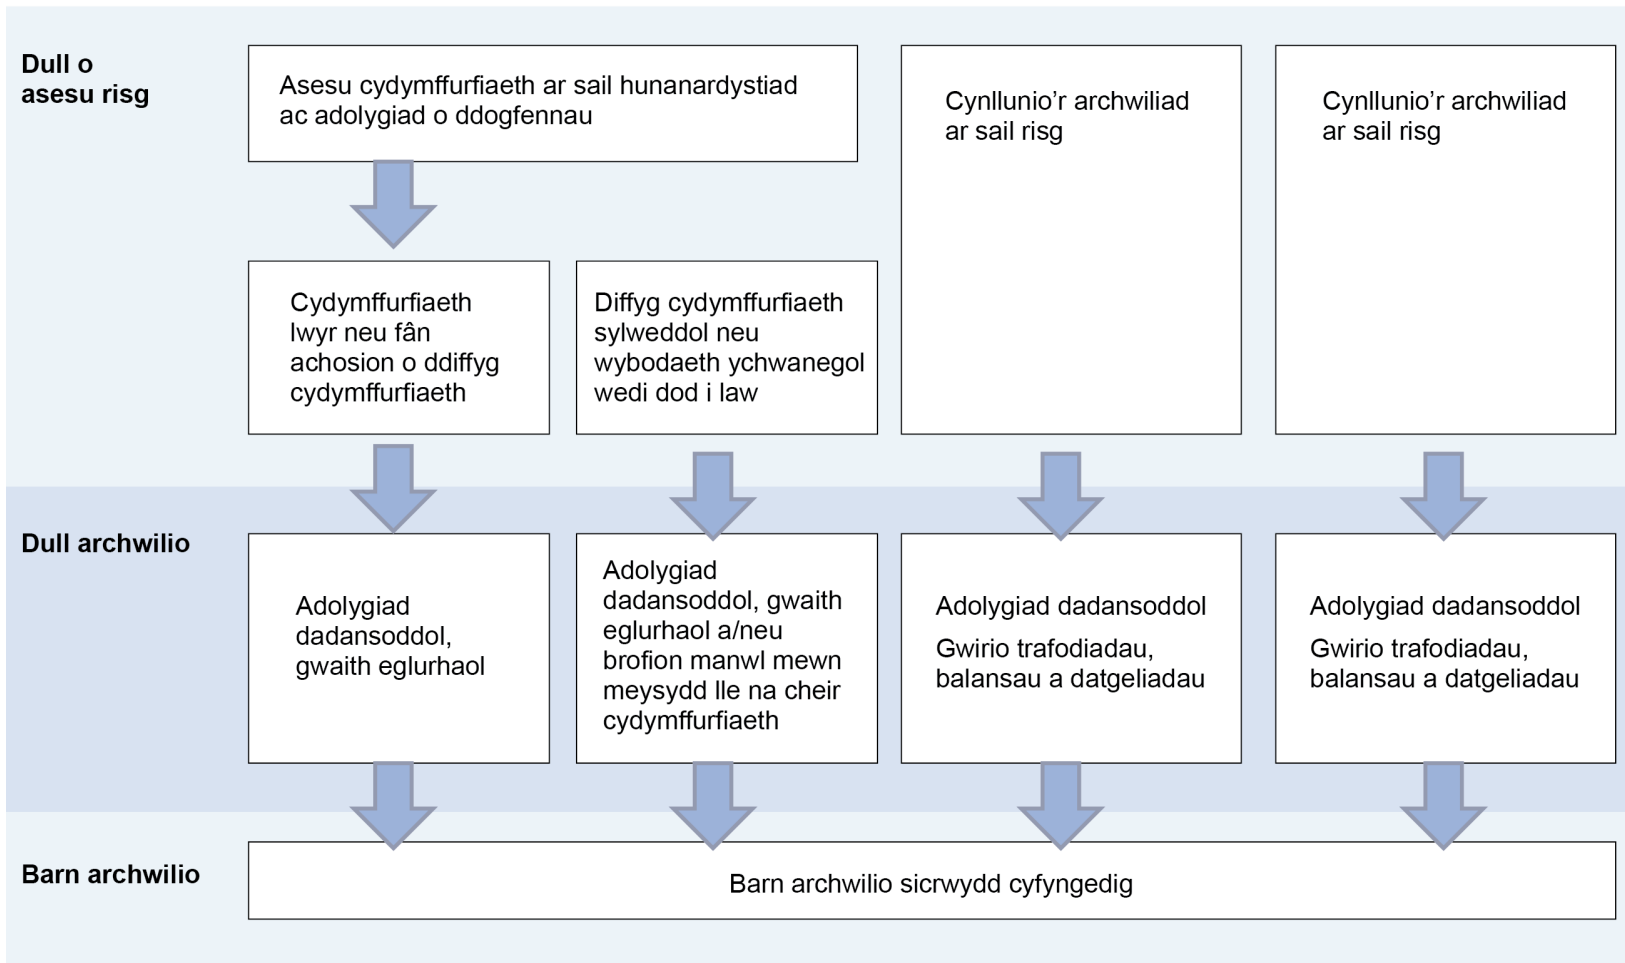 Dull o
asesu risg
Asesu cydymffurfiaeth ar sail hunanardystiad
ac adolygiad o ddogfennau
Cynllunio’r archwiliad
ar sail risg
Cynllunio’r archwiliad
ar sail risg
Cydymffurfiaeth
lwyr neu fân
achosion o ddiffyg
cydymffurfiaeth
Diffyg cydymffurfiaeth
sylweddol neu
wybodaeth ychwanegol
wedi dod i law
Dull archwilio
Adolygiad
dadansoddol,
gwaith eglurhaol
Adolygiad
dadansoddol, gwaith
eglurhaol a/neu
brofion manwl mewn
meysydd lle na cheir
cydymffurfiaeth
Adolygiad dadansoddol
Gwirio trafodiadau,
balansau a datgeliadau
Adolygiad dadansoddol
Gwirio trafodiadau,
balansau a datgeliadau
Barn archwilio
Barn archwilio sicrwydd cyfyngedig